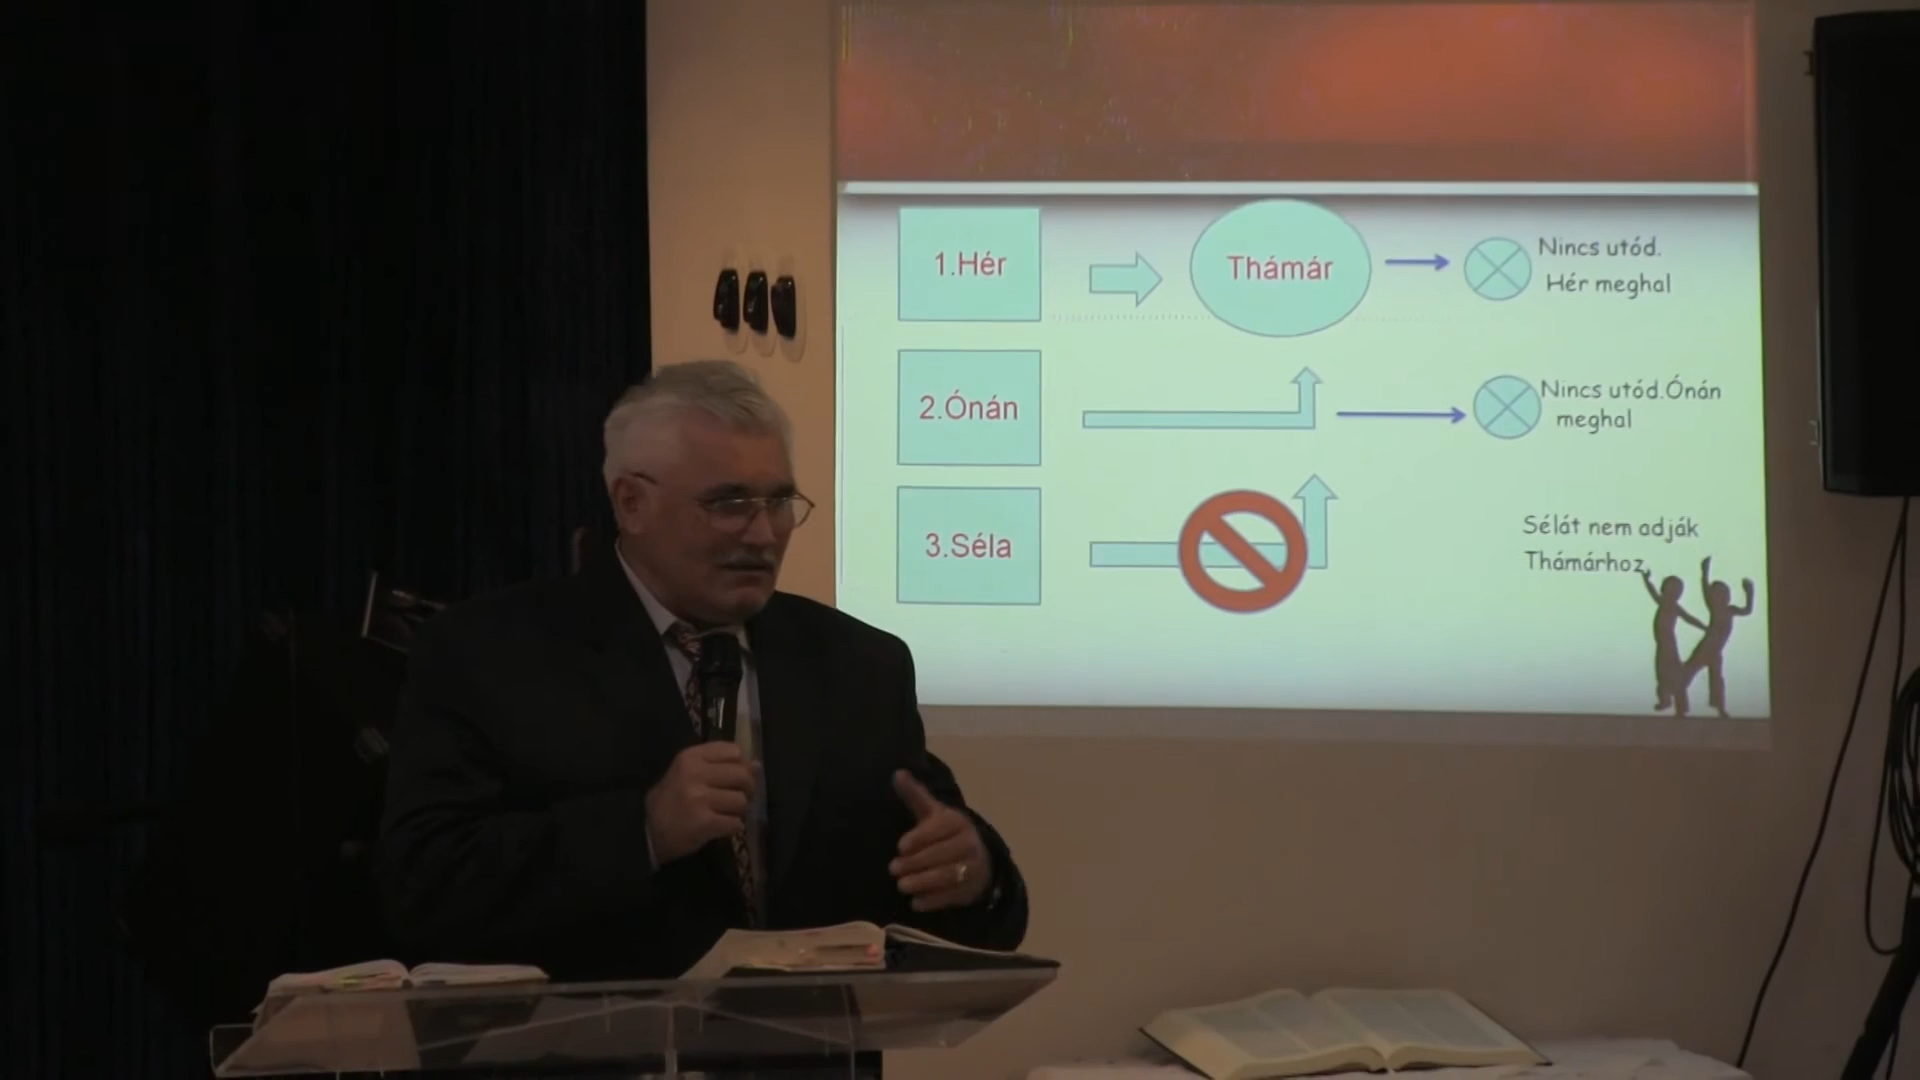 1.Hér
Thámár
Nincs utód.
Hér meghal
2.Ónán
Nincs utód.Ónán
meghal
3.Séla
Sélát nem adják
Thámárhoz